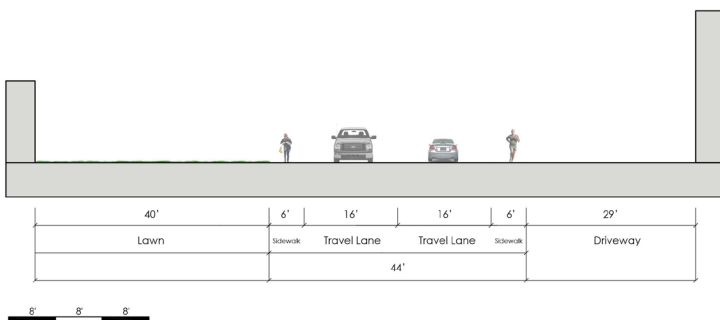 40' 6' 16' 16' 6' 29'
Lawn Sidewalk Travel Lane Travel Lane Sidewalk Driveway
44'
8' 8' 8'